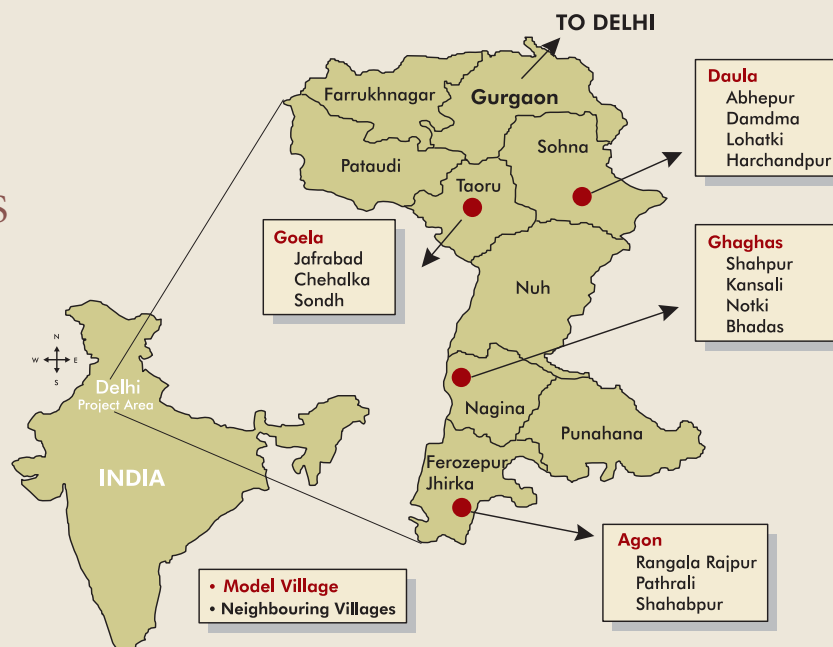 TO DELHI
Farrukhnagar
Gurgaon
Pataudi
Sohna
Taoru
Nuh
Nagina
Punahana
Ferozepur
Jhirka
Daula
Abhepur
Damdma
Lohatki
Harchandpur
S
Goela
Jafrabad
Chehalka
Sondh
Ghaghas
Shahpur
Kansali
Notki
Bhadas
N
W E
S
Delhi
Project Area
INDIA
Agon
Rangala Rajpur
Pathrali
Shahabpur
• Model Village
• Neighbouring Villages